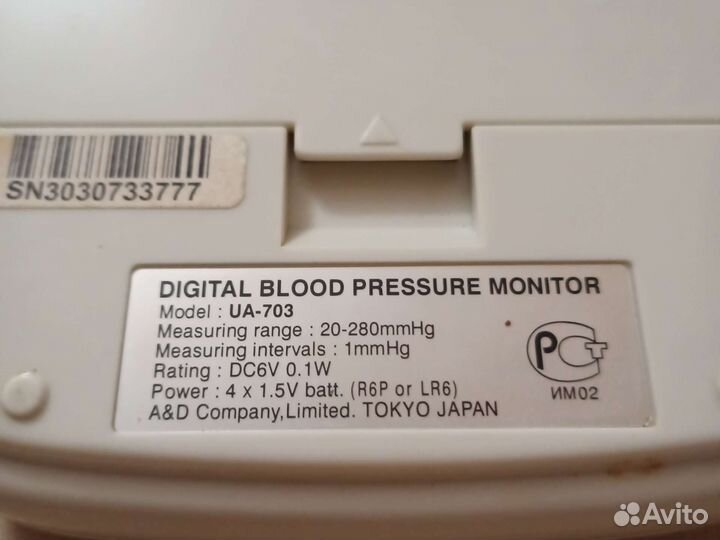 SN3030733777
DIGITAL BLOOD PRESSURE MONITOR
Model : UA-703
Measuring range : 20-280mmHg
Measuring intervals : 1mmHg
Rating : DC6V 0.1W
Power : 4 x 1.5V batt. (R6P or LR6)
A&D Company,Limited. TOKYO JAPAN
РСТ
ИМ02
Avito